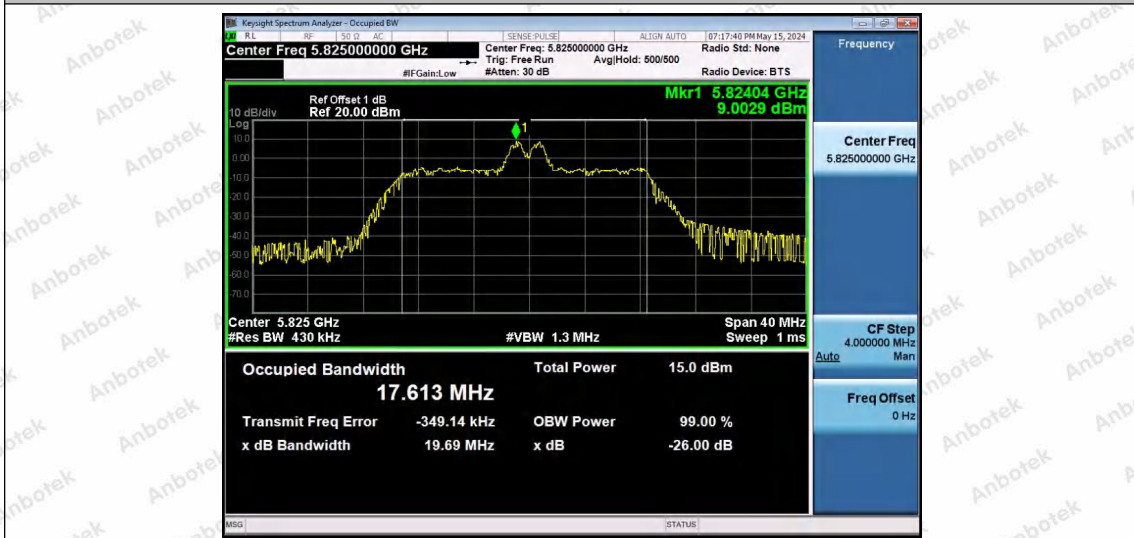 Keysight Spectrum Analyzer - Occupied BW
RL RF 50 Ω AC SENSE:PULSE ALIGN AUTO 07:17:40 PM May 15, 2024
Center Freq 5.825000000 GHz
Center Freq: 5.825000000 GHz
Radio Std: None
Trig: Free Run Avg|Hold: 500/500
#IFGain:Low #Atten: 30 dB Radio Device: BTS
Frequency
Mkr1 5.82404 GHz
9.0029 dBm
Ref Offset 1 dB
10 dB/div Ref 20.00 dBm
Log
10.0
0.00
-10.0
-20.0
-30.0
-40.0
-50.0
-60.0
-70.0
1
Center Freq
5.825000000 GHz
Center 5.825 GHz Span 40 MHz
#Res BW 430 kHz #VBW 1.3 MHz Sweep 1 ms
CF Step
4.000000 MHz
Auto Man
Occupied Bandwidth Total Power 15.0 dBm
17.613 MHz
Transmit Freq Error -349.14 kHz OBW Power 99.00 %
x dB Bandwidth 19.69 MHz x dB -26.00 dB
Freq Offset
0 Hz
MSG STATUS
Anbotek